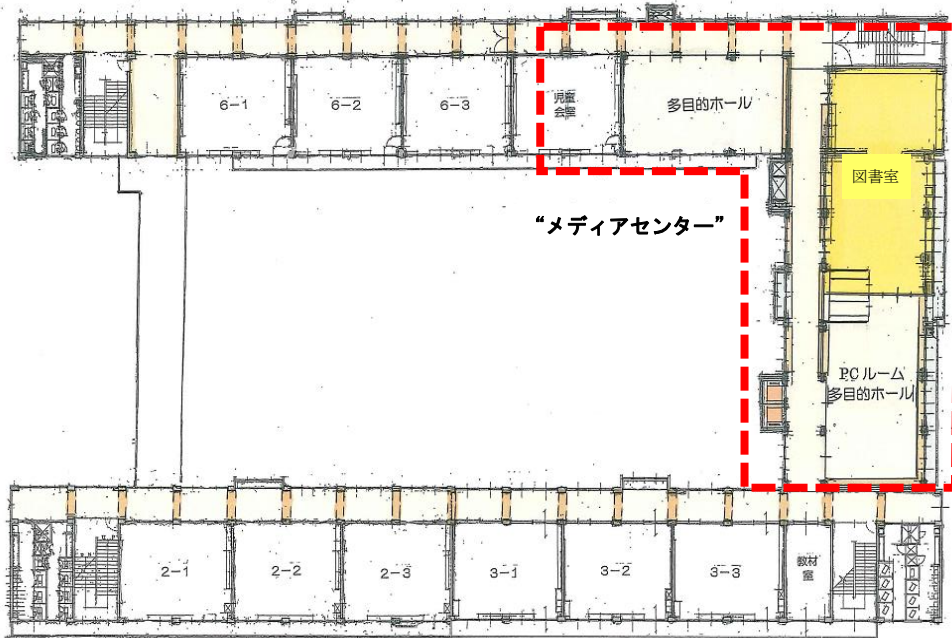 6-1
6-2
6-3
児童
会室
多目的ホール
図書室
“メディアセンター”
PCルーム
多目的ホール
2-1
2-2
2-3
3-1
3-2
3-3
教材
室